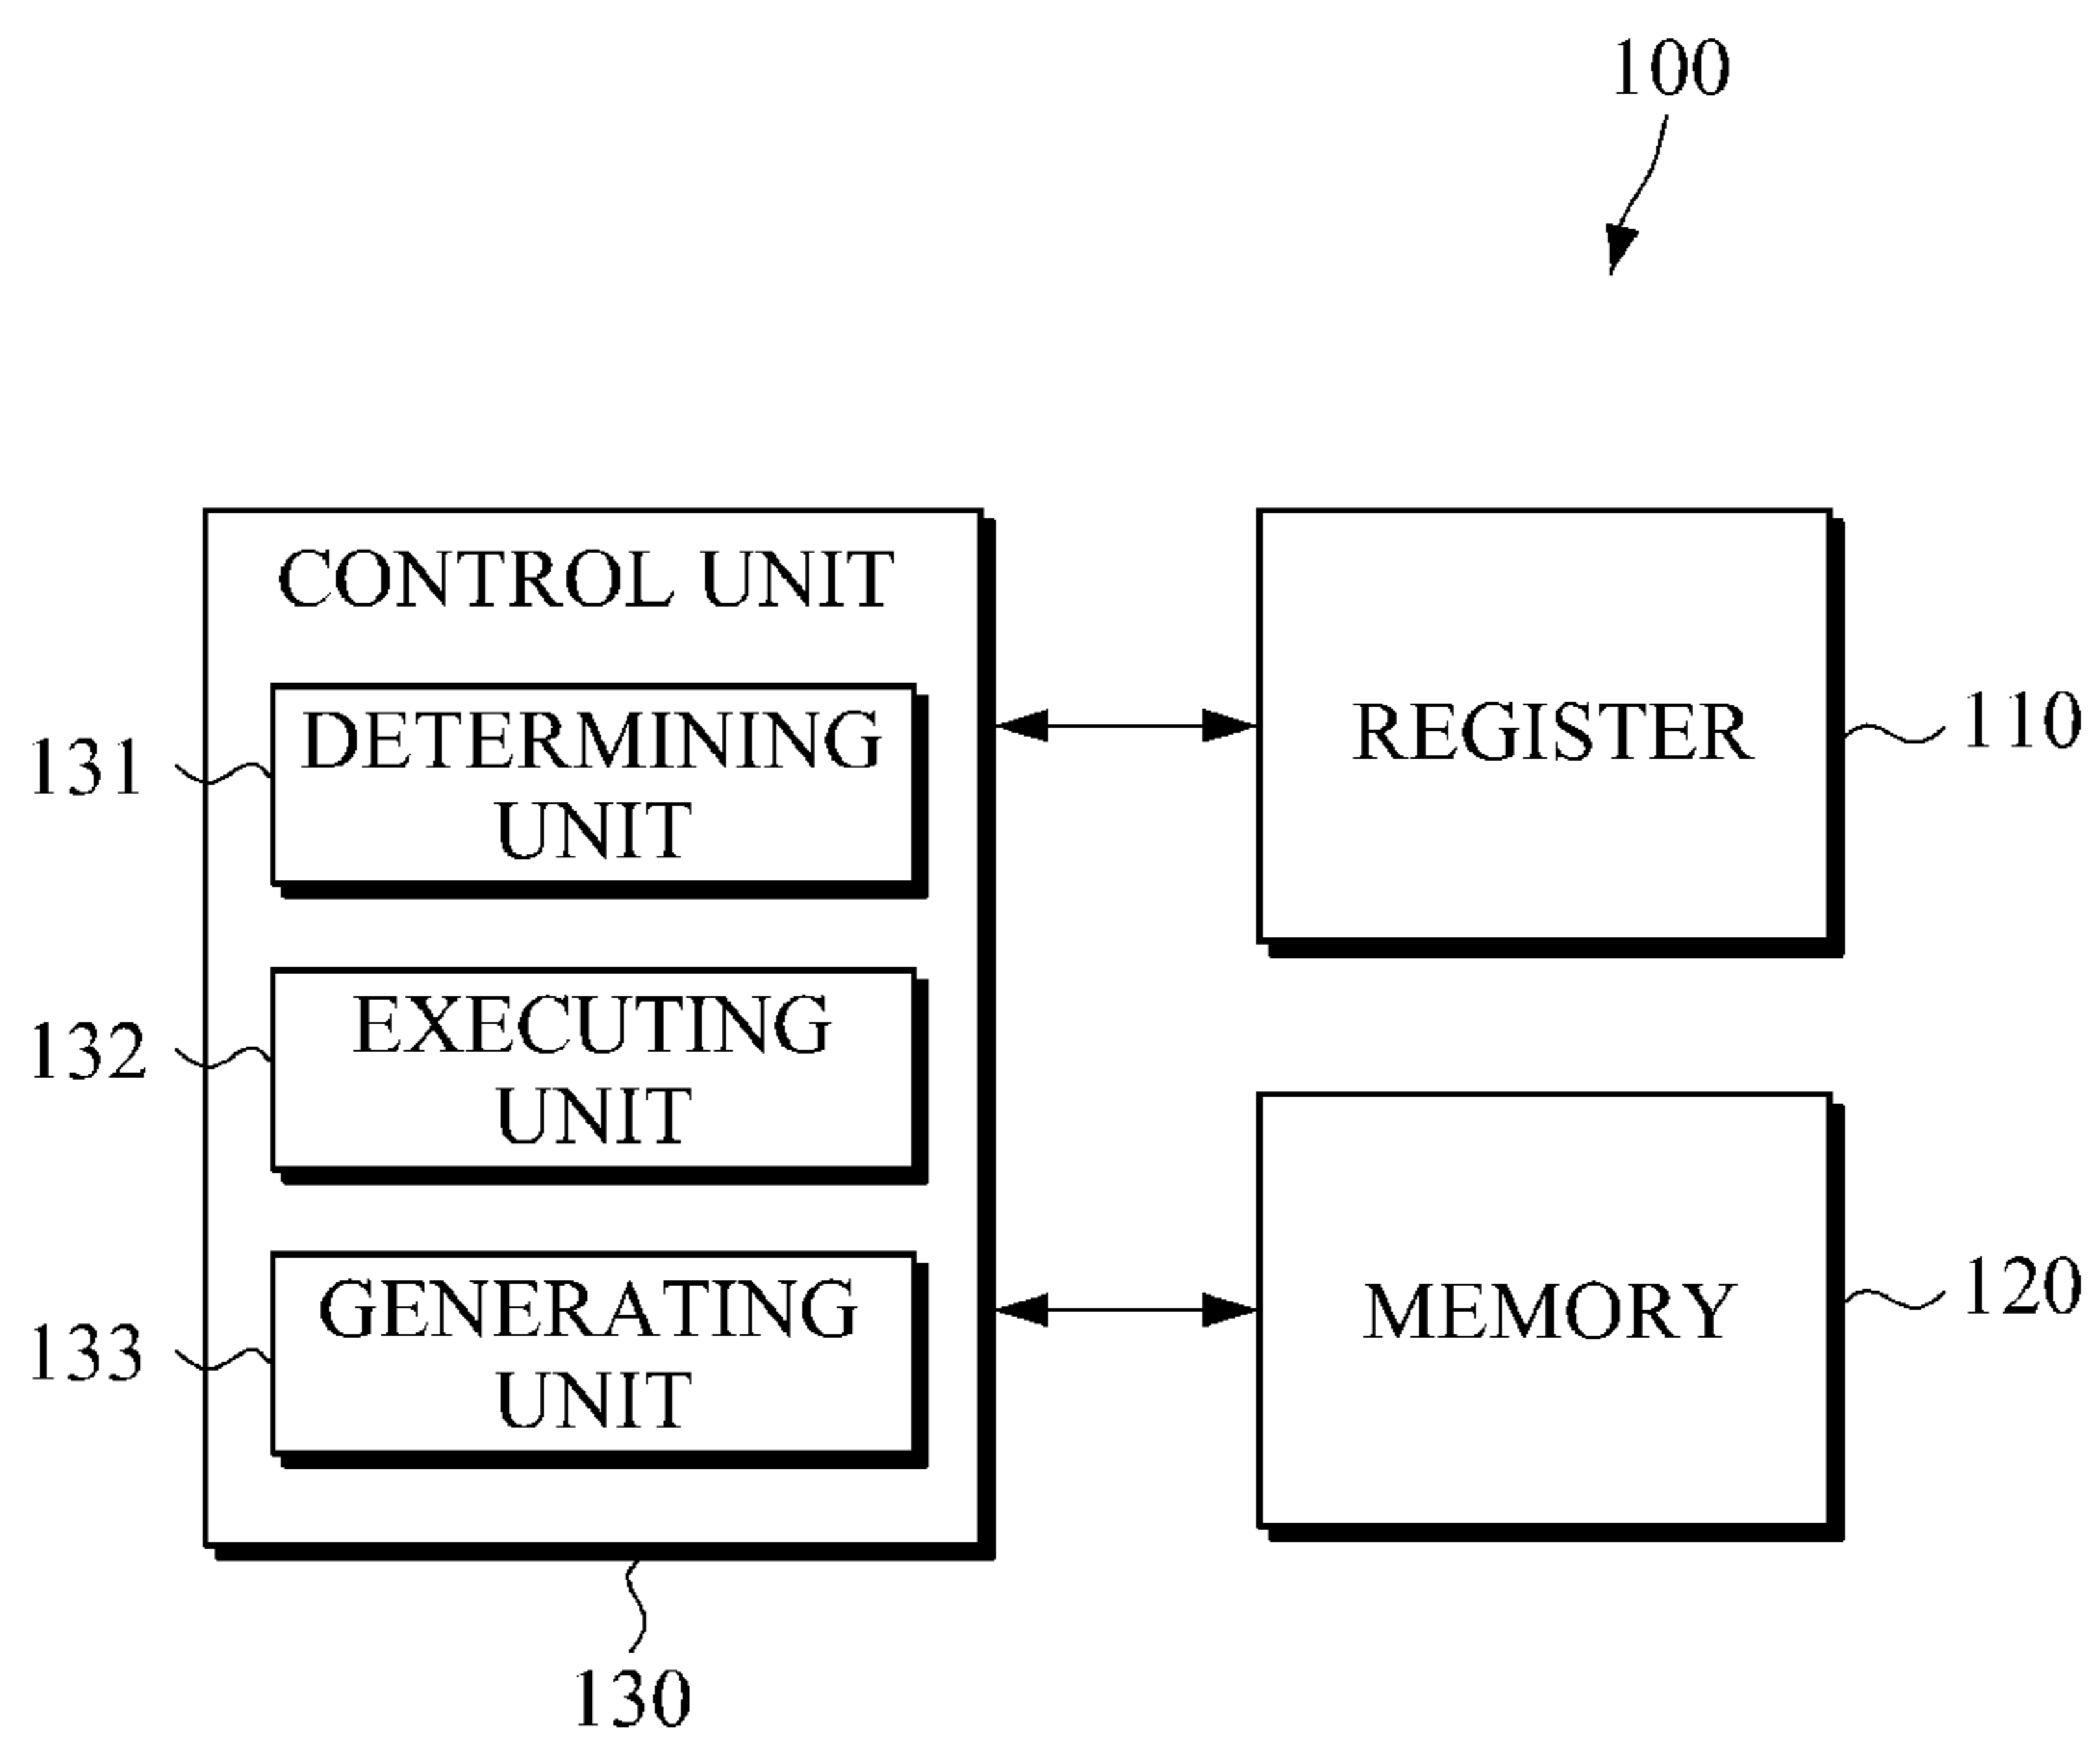 100
CONTROL UNIT
131
DETERMINING
UNIT
132
EXECUTING
UNIT
133
GENERATING
UNIT
130
REGISTER
110
MEMORY
120